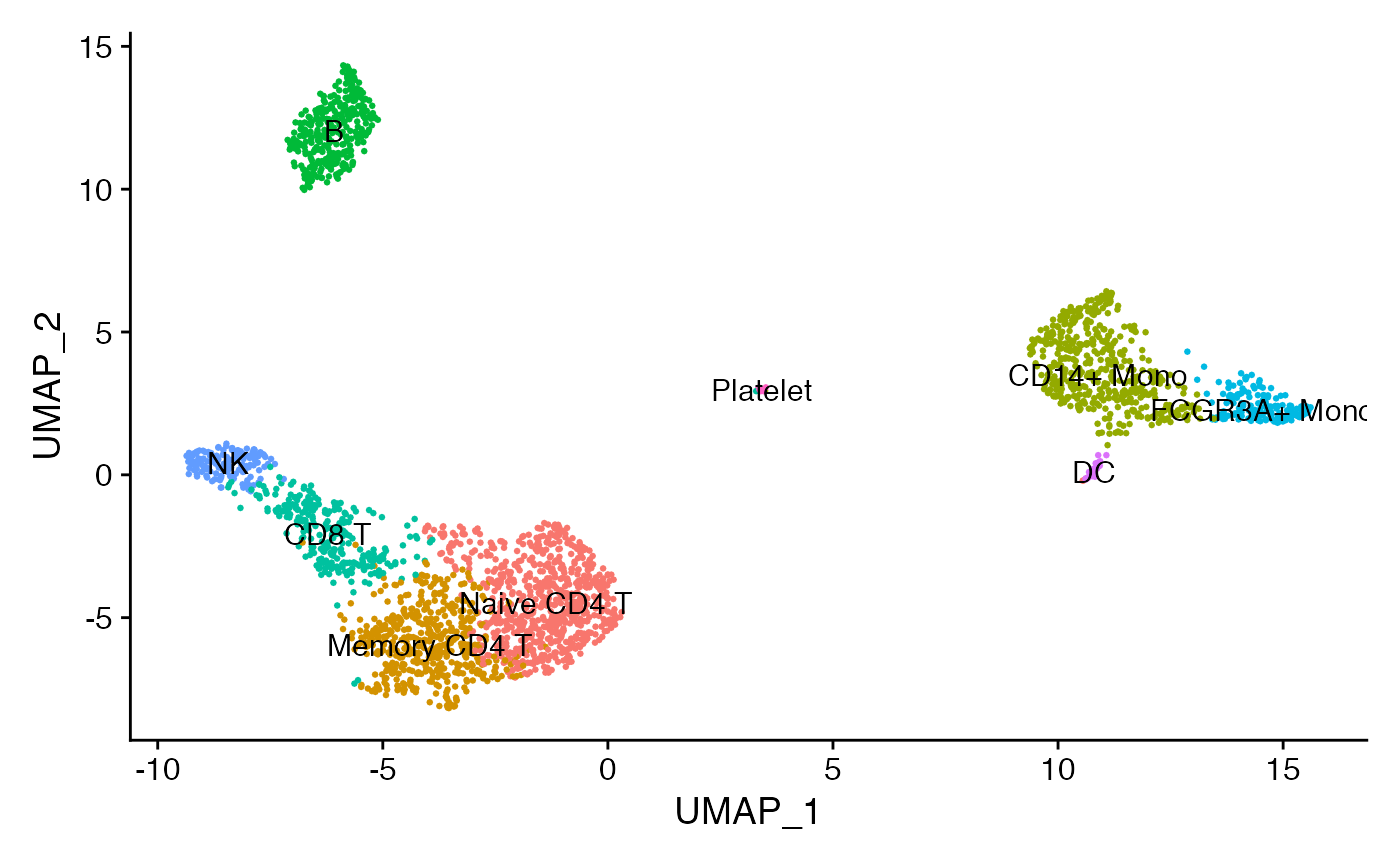 15
10
5
0
-5
UMAP_2
B
Platelet
CD14+ Mono
FCGR3A+ Mono
DC
NK
CD8 T
Naive CD4 T
Memory CD4 T
-10
-5
0
5
10
15
UMAP_1